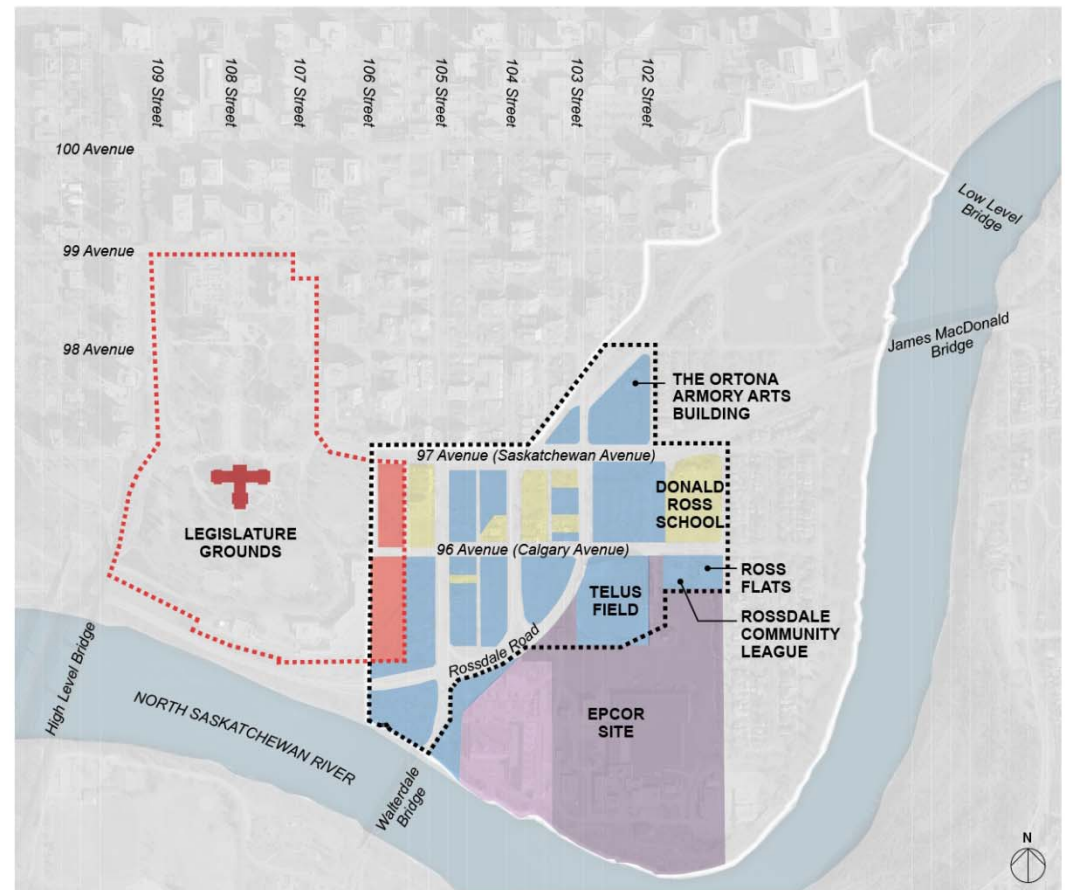 109 Street
108 Street
107 Street
106 Street
105 Street
104 Street
103 Street
102 Street
100 Avenue
99 Avenue
98 Avenue
Low Level
Bridge
James MacDonald
Bridge
THE ORTONA
ARMORY ARTS
BUILDING
97 Avenue (Saskatchewan Avenue)
DONALD
ROSS
SCHOOL
LEGISLATURE
GROUNDS
96 Avenue (Calgary Avenue)
TELUS
FIELD
ROSS
FLATS
ROSSDALE
COMMUNITY
LEAGUE
Rossdale Road
High Level Bridge
NORTH SASKATCHEWAN RIVER
EPCOR
SITE
Walterdale
Bridge
N